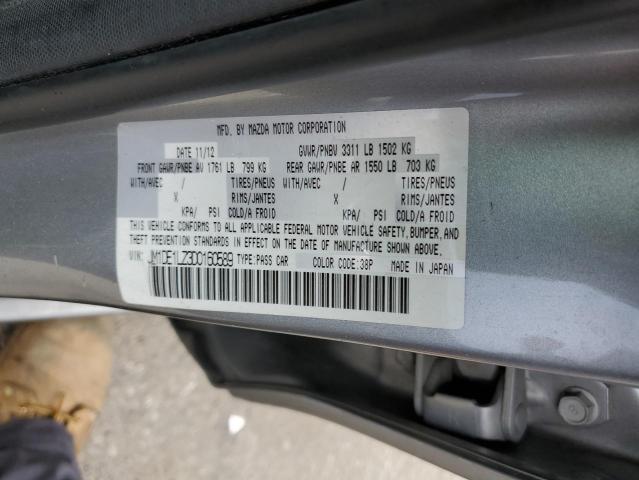 MFD. BY MAZDA MOTOR CORPORATION
DATE 11/12 GVWR/PNBV 3311 LB 1502 KG
FRONT GAWR/PNBE AV 1761 LB 799 KG REAR GAWR/PNBE AR 1550 LB 703 KG
WITH/AVEC / TIRES/PNEUS WITH/AVEC / TIRES/PNEUS
X RIMS/JANTES X RIMS/JANTES
KPA/ PSI COLD/A FROID KPA/ PSI COLD/A FROID
THIS VEHICLE CONFORMS TO ALL APPLICABLE FEDERAL MOTOR VEHICLE SAFETY, BUMPER, AND
THEFT PREVENTION STANDARDS IN EFFECT ON THE DATE OF MANUFACTURE SHOWN ABOVE.
VIN: JM1DE1LZ3D0160589 TYPE:PASS CAR COLOR CODE:38P MADE IN JAPAN